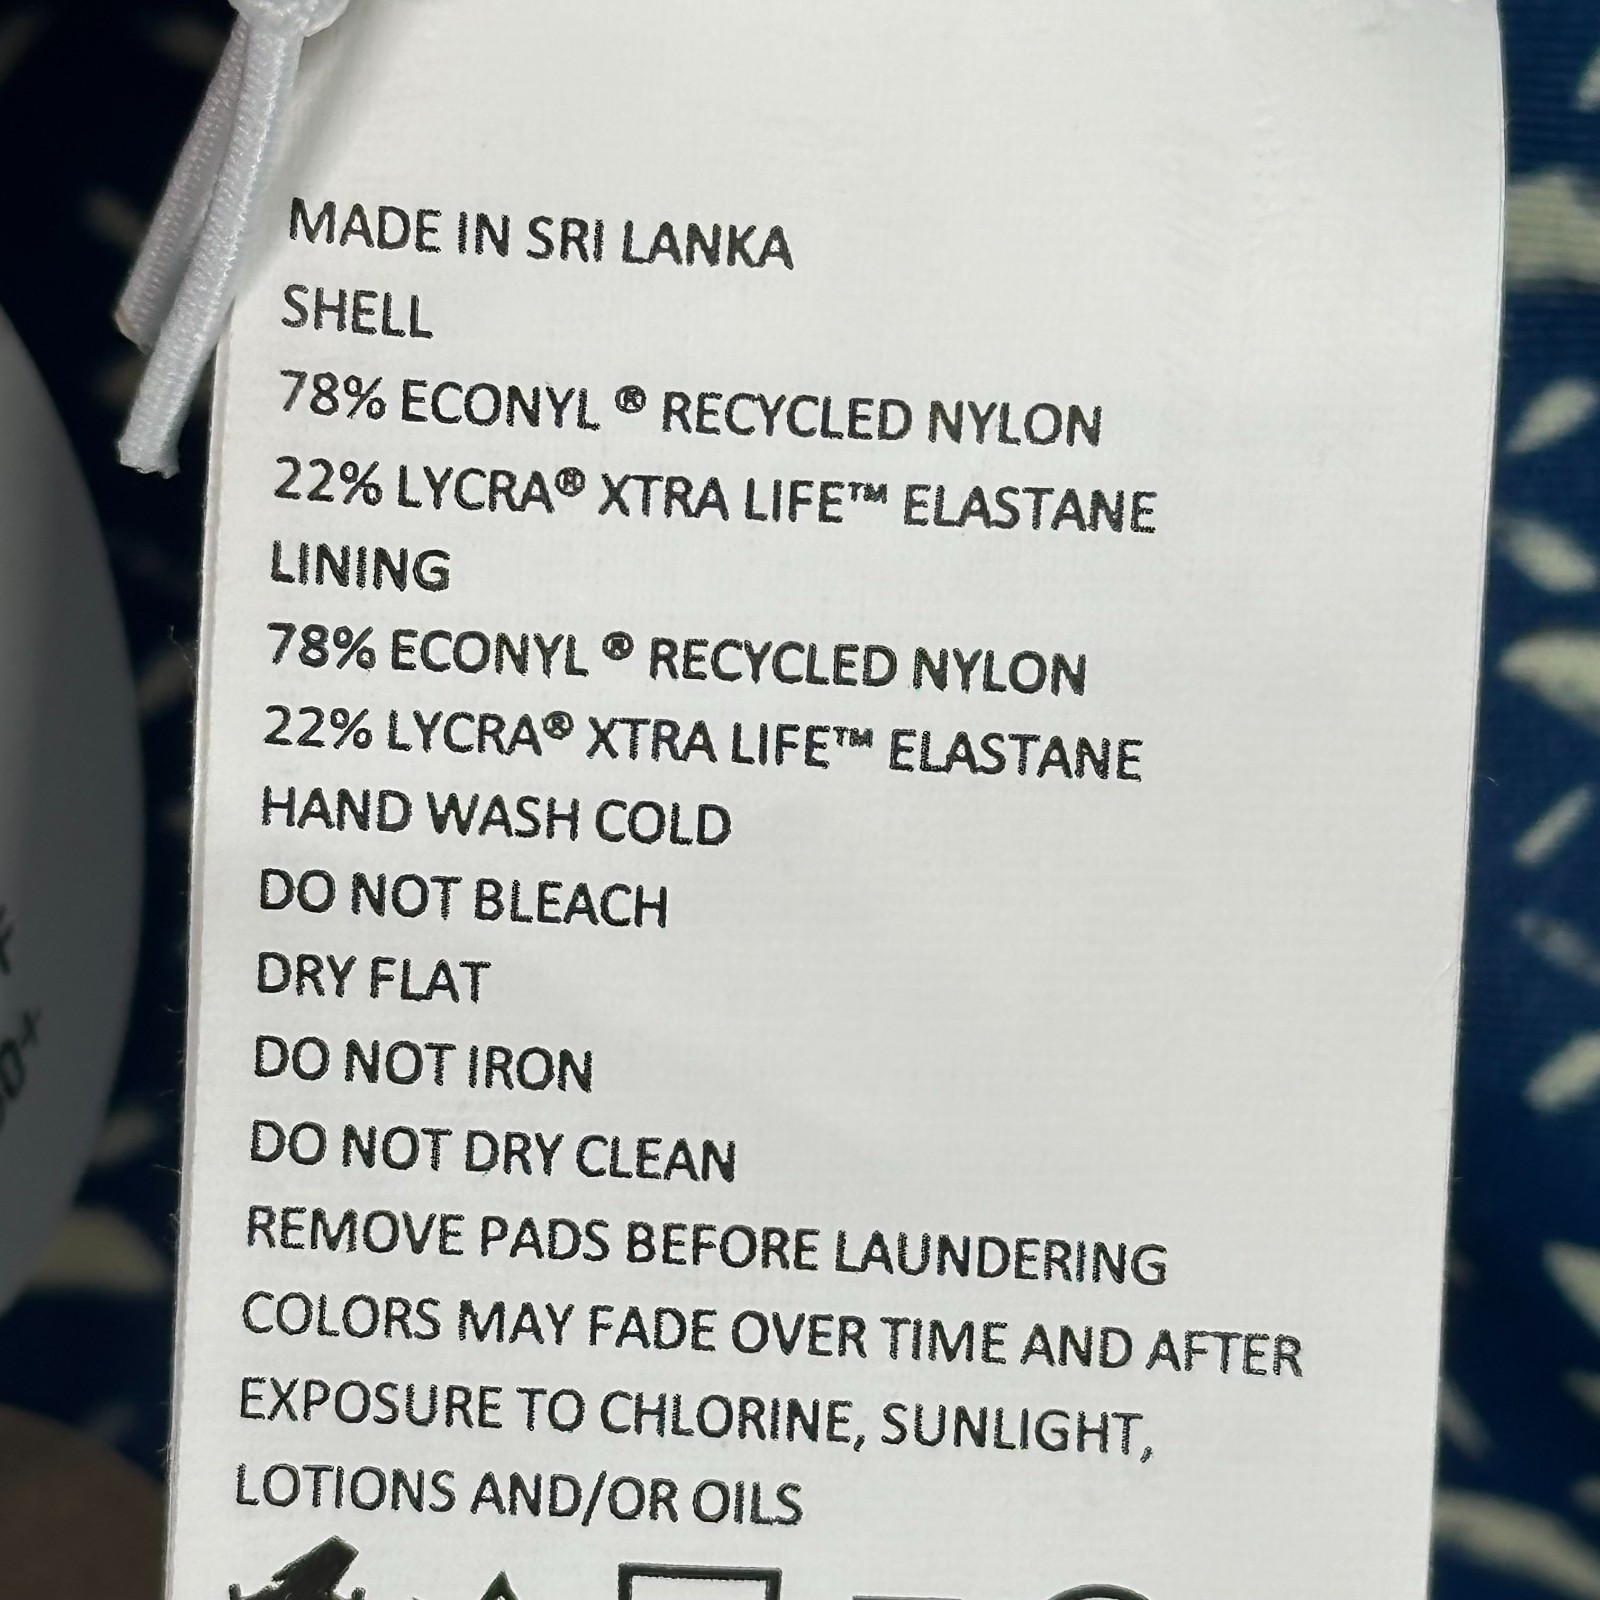 MADE IN SRI LANKA
SHELL
78% ECONYL ® RECYCLED NYLON
22% LYCRA® XTRA LIFE™ ELASTANE
LINING
78% ECONYL ® RECYCLED NYLON
22% LYCRA® XTRA LIFE™ ELASTANE
HAND WASH COLD
DO NOT BLEACH
DRY FLAT
DO NOT IRON
DO NOT DRY CLEAN
REMOVE PADS BEFORE LAUNDERING
COLORS MAY FADE OVER TIME AND AFTER
EXPOSURE TO CHLORINE, SUNLIGHT,
LOTIONS AND/OR OILS